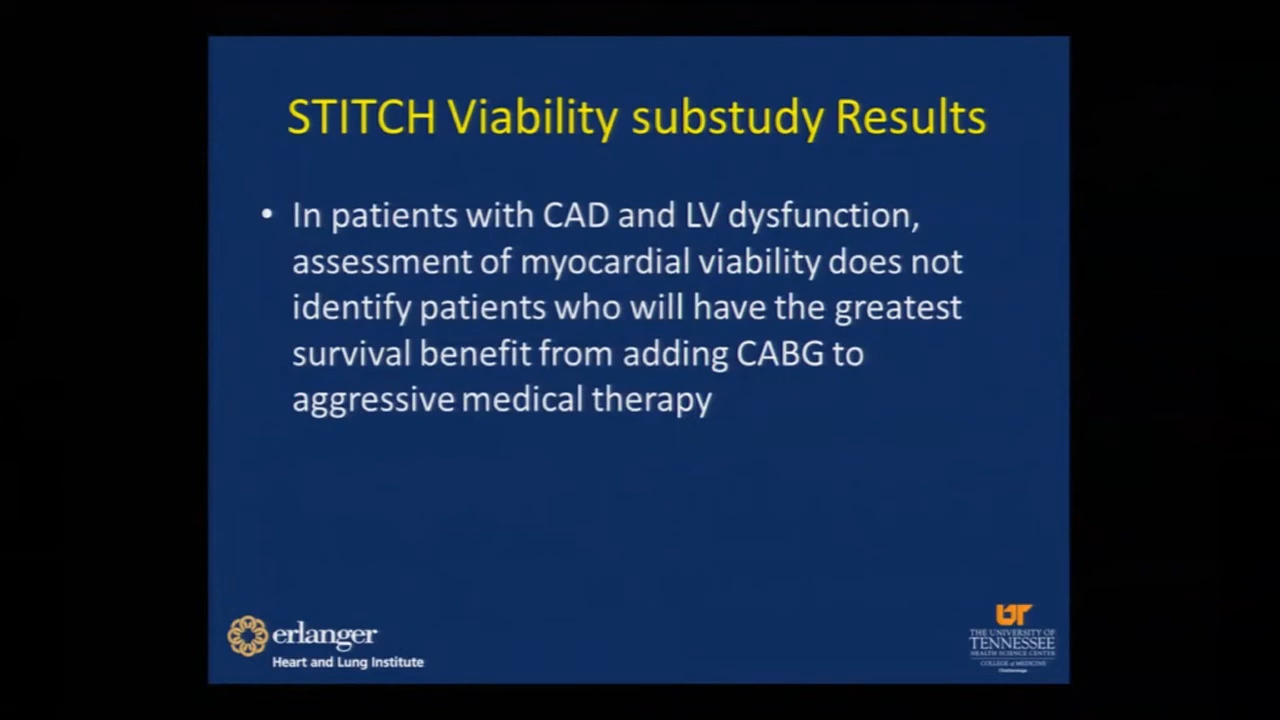 STITCH Viability substudy Results
• In patients with CAD and LV dysfunction,
assessment of myocardial viability does not
identify patients who will have the greatest
survival benefit from adding CABG to
aggressive medical therapy
erlanger
Heart and Lung Institute
UT
THE UNIVERSITY OF
TENNESSEE
HEALTH SCIENCE CENTER
COLLEGE of MEDICINE
Chattanooga